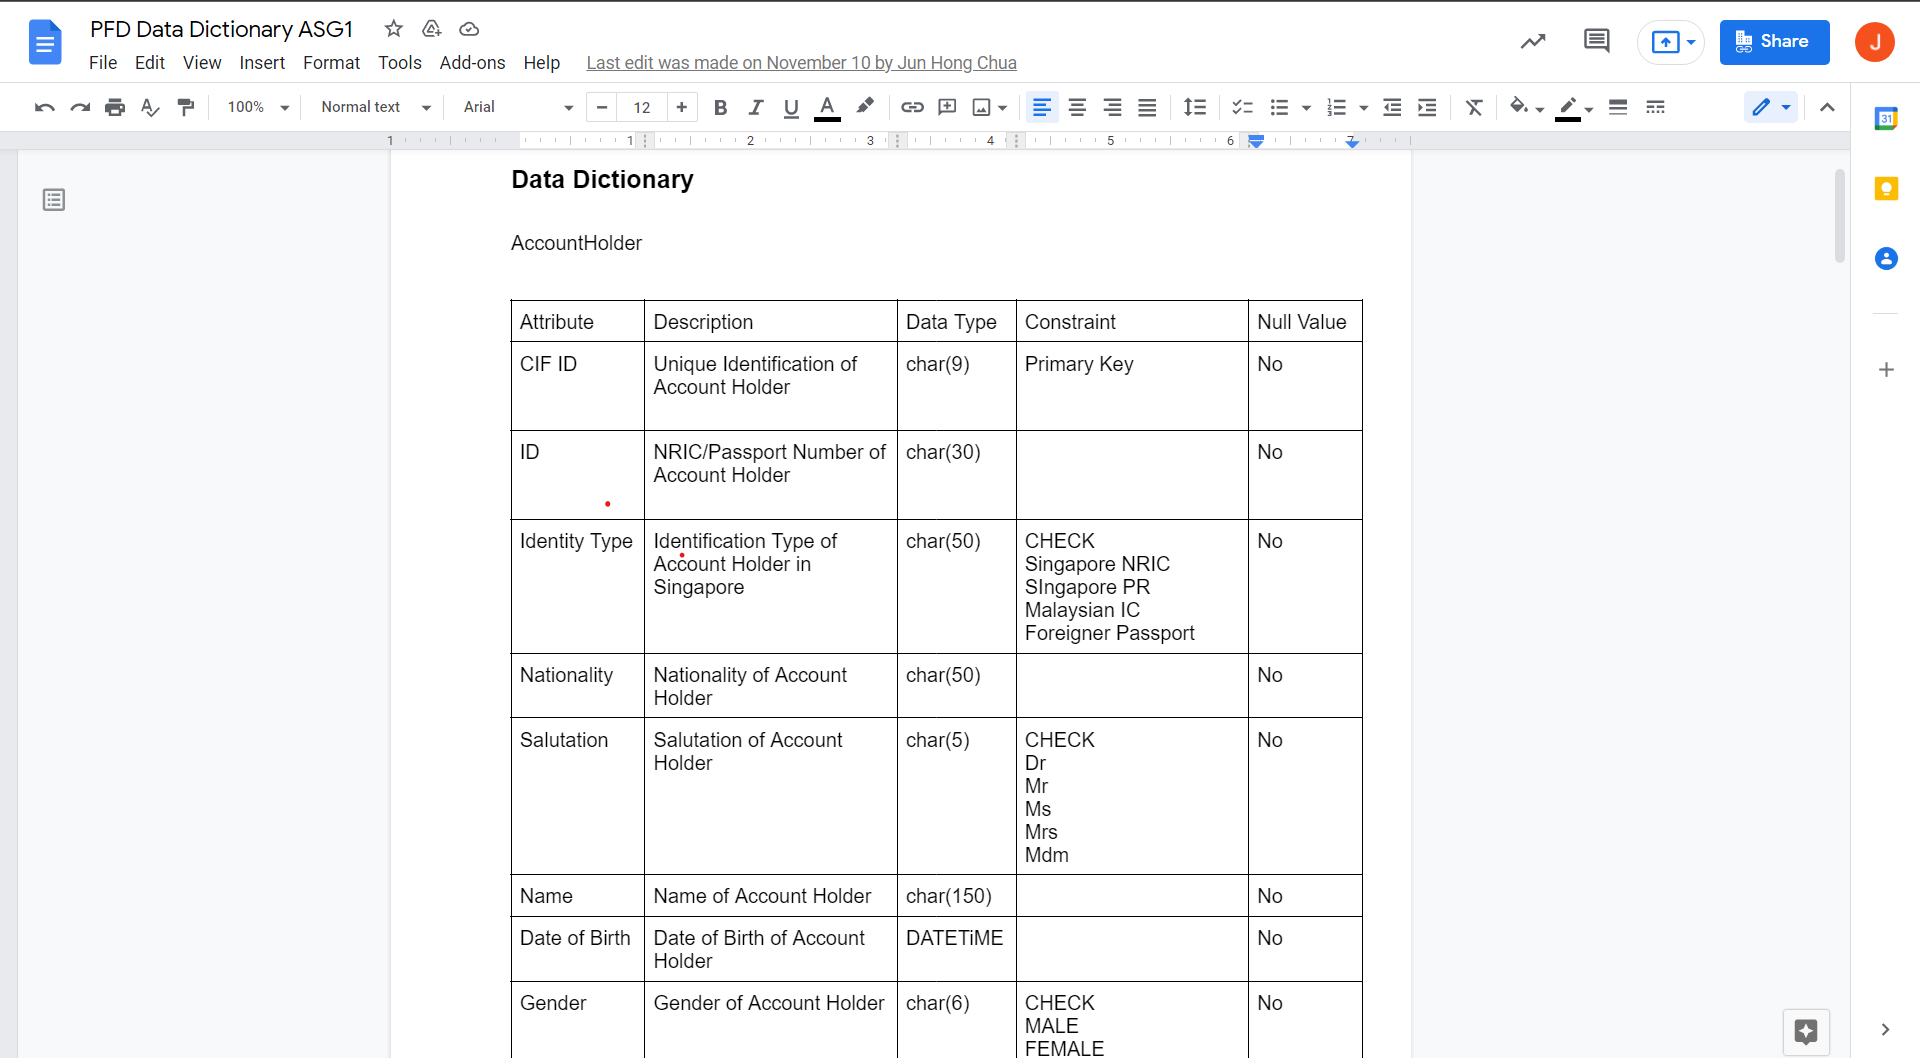 PFD Data Dictionary ASG1
File Edit View Insert Format Tools Add-ons Help Last edit was made on November 10 by Jun Hong Chua
Share
J
100% Normal text Arial 12 B I U A
31
1 1 2 3 4 5 6 7
Data Dictionary
AccountHolder
Attribute Description Data Type Constraint Null Value
CIF ID Unique Identification of char(9) Primary Key No
Account Holder
ID NRIC/Passport Number of char(30) No
Account Holder
Identity Type Identification Type of char(50) CHECK No
Account Holder in Singapore NRIC
Singapore SIngapore PR
Malaysian IC
Foreigner Passport
Nationality Nationality of Account char(50) No
Holder
Salutation Salutation of Account char(5) CHECK No
Holder Dr
Mr
Ms
Mrs
Mdm
Name Name of Account Holder char(150) No
Date of Birth Date of Birth of Account DATETiME No
Holder
Gender Gender of Account Holder char(6) CHECK No
MALE
FEMALE